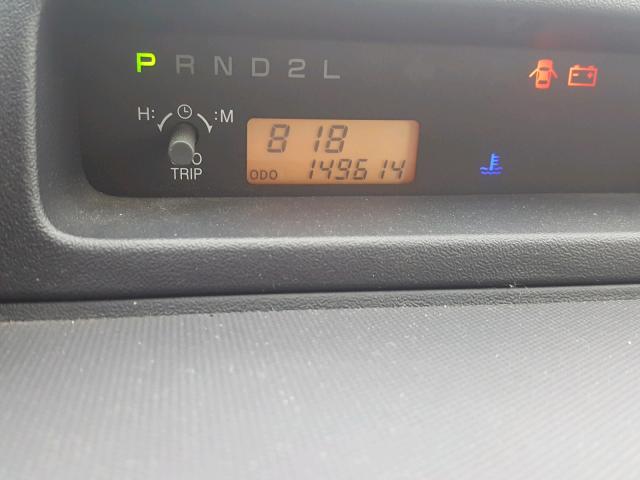 P R N D 2 L
H: :M
8 18
TRIP
ODO 149614